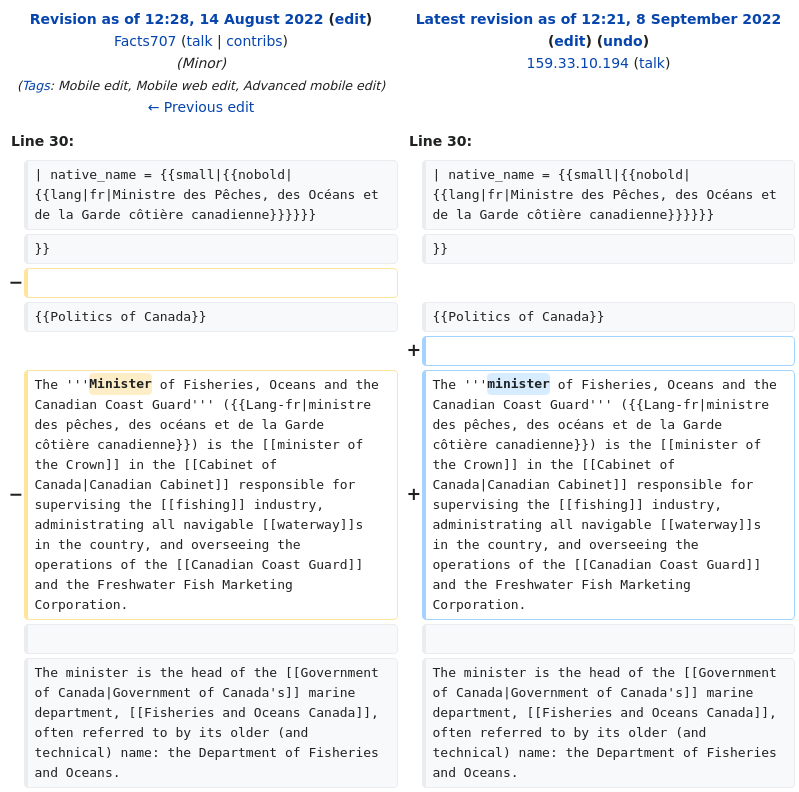 Revision as of 12:28, 14 August 2022 (edit)
Facts707 (talk | contribs)
(Minor)
(Tags: Mobile edit, Mobile web edit, Advanced mobile edit)
← Previous edit
Latest revision as of 12:21, 8 September 2022
(edit) (undo)
159.33.10.194 (talk)
Line 30:
Line 30:
| native_name = {{small|{{nobold|
{{lang|fr|Ministre des Pêches, des Océans et
de la Garde côtière canadienne}}}}}}
| native_name = {{small|{{nobold|
{{lang|fr|Ministre des Pêches, des Océans et
de la Garde côtière canadienne}}}}}}
}}
}}
−
{{Politics of Canada}}
{{Politics of Canada}}
+
−
The '''Minister of Fisheries, Oceans and the
Canadian Coast Guard''' ({{Lang-fr|ministre
des pêches, des océans et de la Garde
côtière canadienne}}) is the [[minister of
the Crown]] in the [[Cabinet of
Canada|Canadian Cabinet]] responsible for
supervising the [[fishing]] industry,
administrating all navigable [[waterway]]s
in the country, and overseeing the
operations of the [[Canadian Coast Guard]]
and the Freshwater Fish Marketing
Corporation.
+
The '''minister of Fisheries, Oceans and the
Canadian Coast Guard''' ({{Lang-fr|ministre
des pêches, des océans et de la Garde
côtière canadienne}}) is the [[minister of
the Crown]] in the [[Cabinet of
Canada|Canadian Cabinet]] responsible for
supervising the [[fishing]] industry,
administrating all navigable [[waterway]]s
in the country, and overseeing the
operations of the [[Canadian Coast Guard]]
and the Freshwater Fish Marketing
Corporation.
The minister is the head of the [[Government
of Canada|Government of Canada's]] marine
department, [[Fisheries and Oceans Canada]],
often referred to by its older (and
technical) name: the Department of Fisheries
and Oceans.
The minister is the head of the [[Government
of Canada|Government of Canada's]] marine
department, [[Fisheries and Oceans Canada]],
often referred to by its older (and
technical) name: the Department of Fisheries
and Oceans.